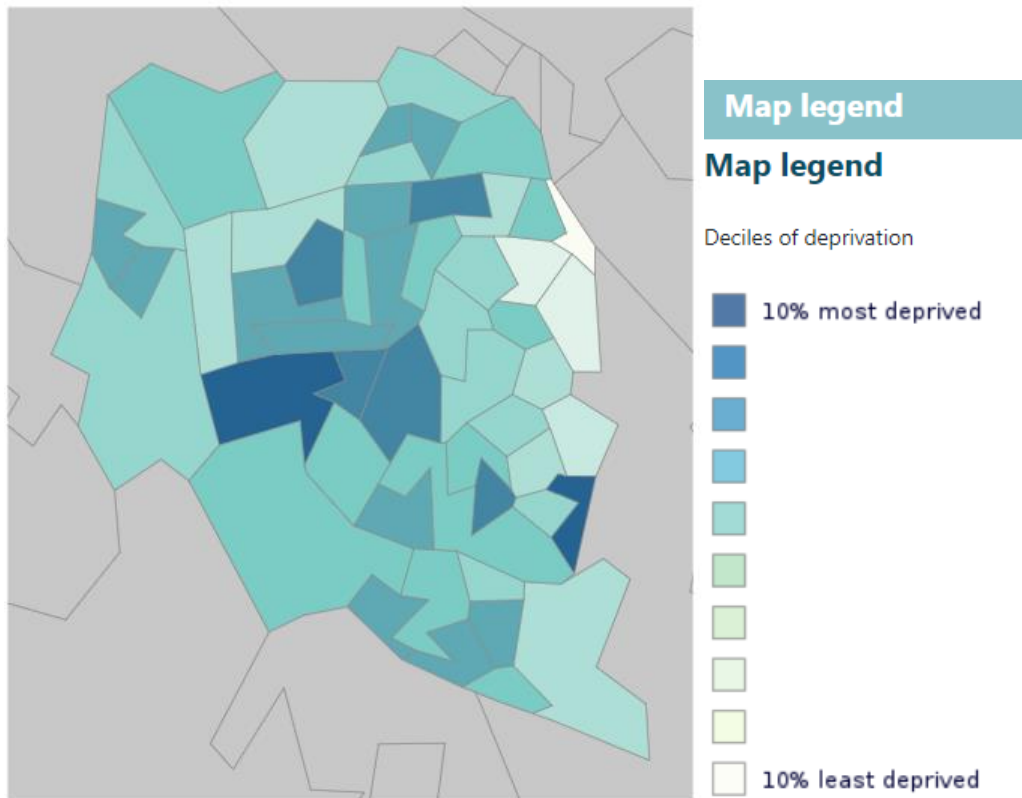 Map legend
Map legend
Deciles of deprivation
10% most deprived
10% least deprived